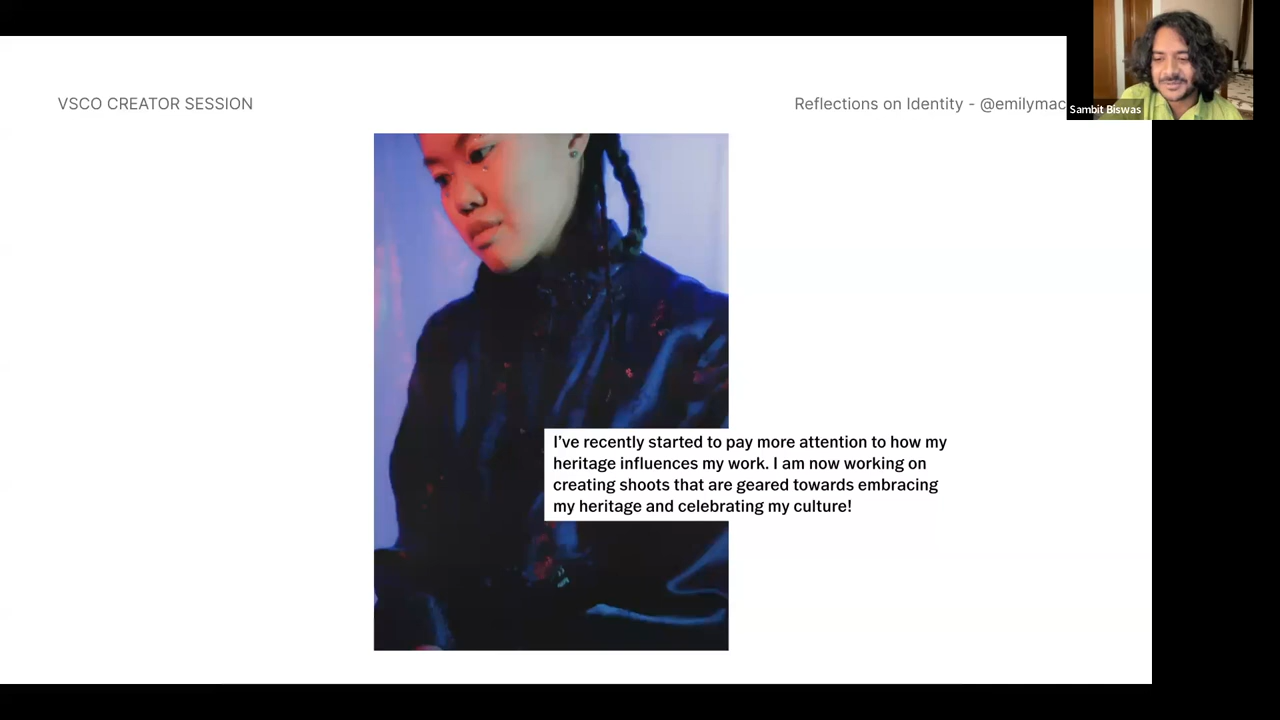 VSCO CREATOR SESSION
Reflections on Identity - @emilymac
Sambit Biswas
I've recently started to pay more attention to how my
heritage influences my work. I am now working on
creating shoots that are geared towards embracing
my heritage and celebrating my culture!